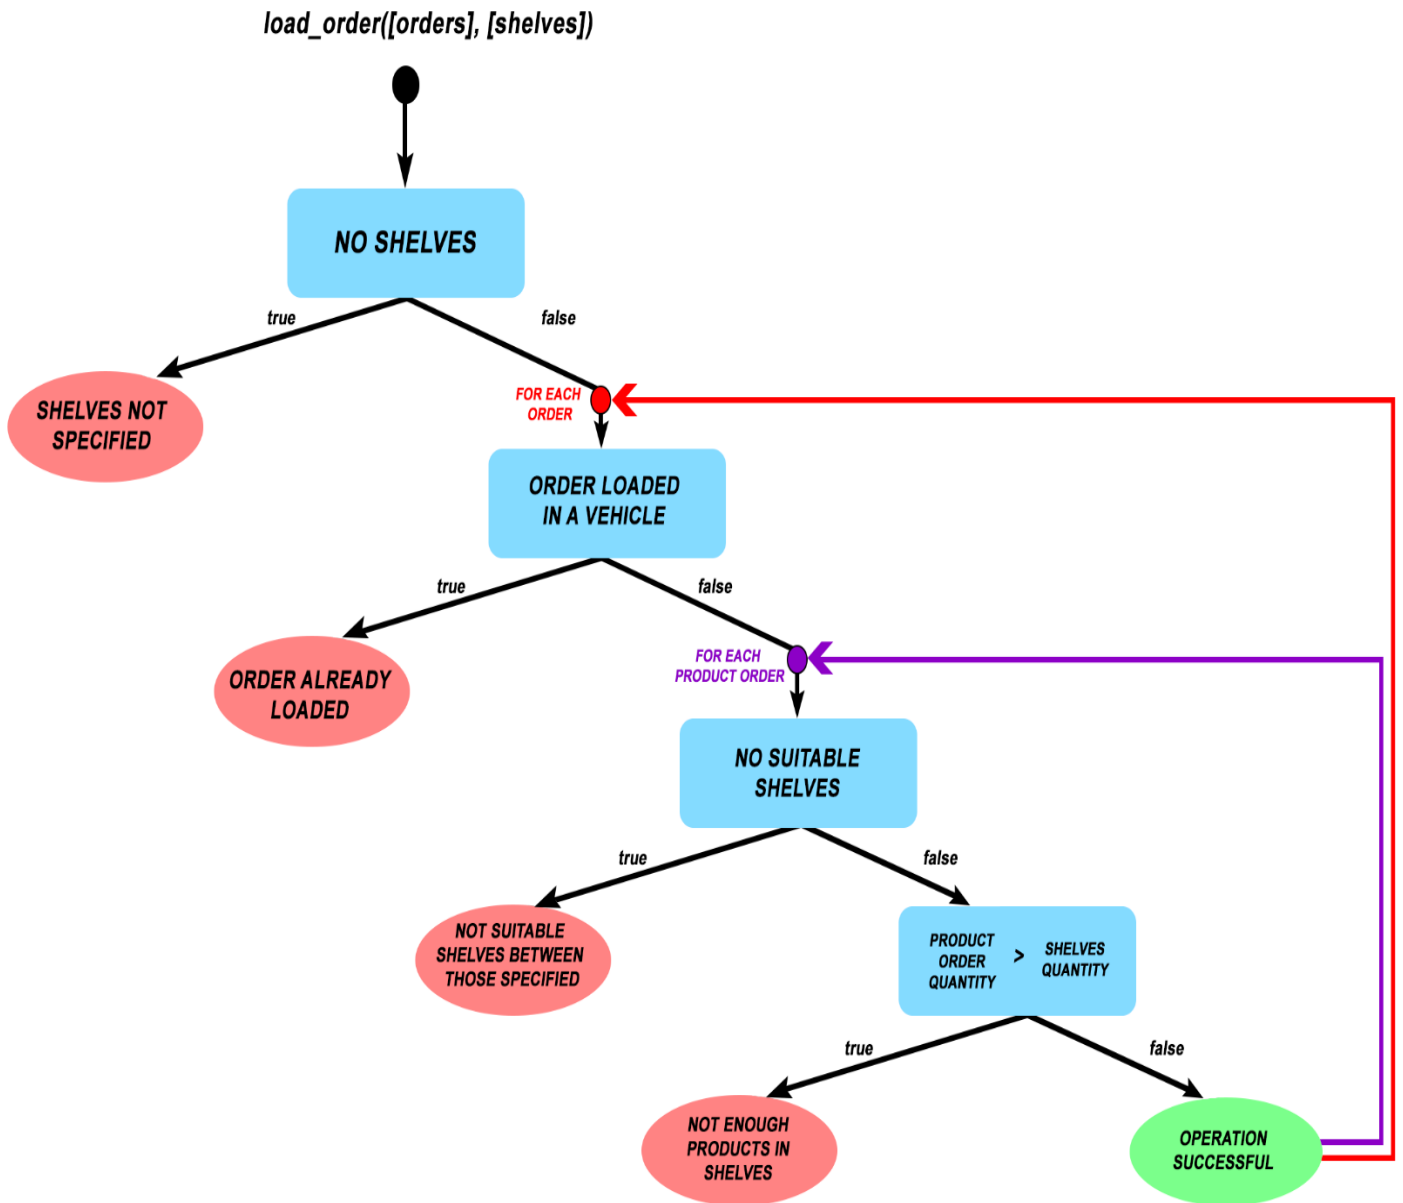 load_order([orders], [shelves])
NO SHELVES
true
false
SHELVES NOT
SPECIFIED
FOR EACH
ORDER
ORDER LOADED
IN A VEHICLE
true
false
ORDER ALREADY
LOADED
FOR EACH
PRODUCT ORDER
NO SUITABLE
SHELVES
true
false
NOT SUITABLE
SHELVES BETWEEN
THOSE SPECIFIED
PRODUCT
ORDER
QUANTITY
>
SHELVES
QUANTITY
true
false
NOT ENOUGH
PRODUCTS IN
SHELVES
OPERATION
SUCCESSFUL